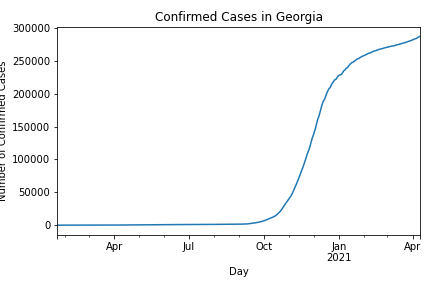 Confirmed Cases in Georgia
Number of Confirmed Cases
300000
250000
200000
150000
100000
50000
0
Apr
Jul
Oct
Jan
2021
Apr
Day